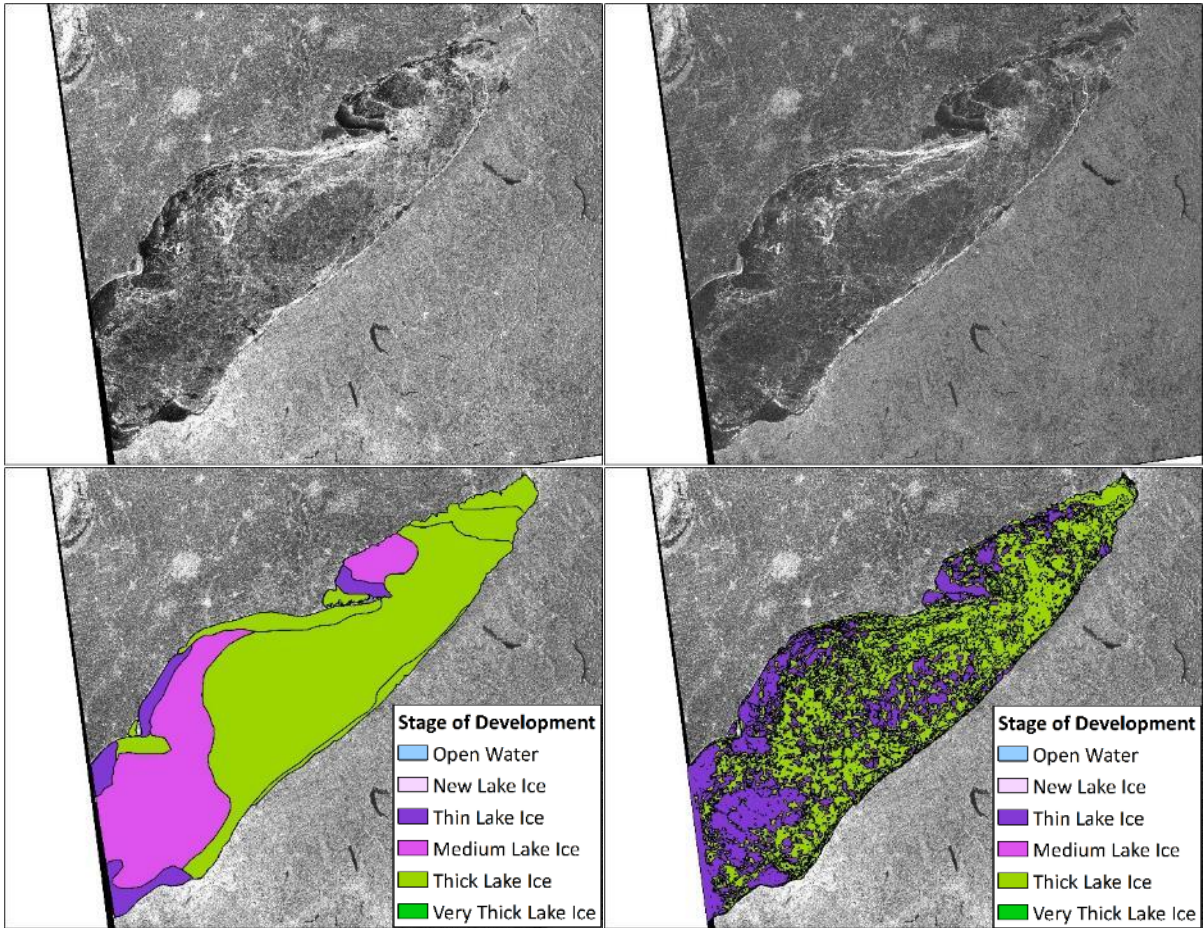 Stage of Development
Open Water
New Lake Ice
Thin Lake Ice
Medium Lake Ice
Thick Lake Ice
Very Thick Lake Ice
Stage of Development
Open Water
New Lake Ice
Thin Lake Ice
Medium Lake Ice
Thick Lake Ice
Very Thick Lake Ice